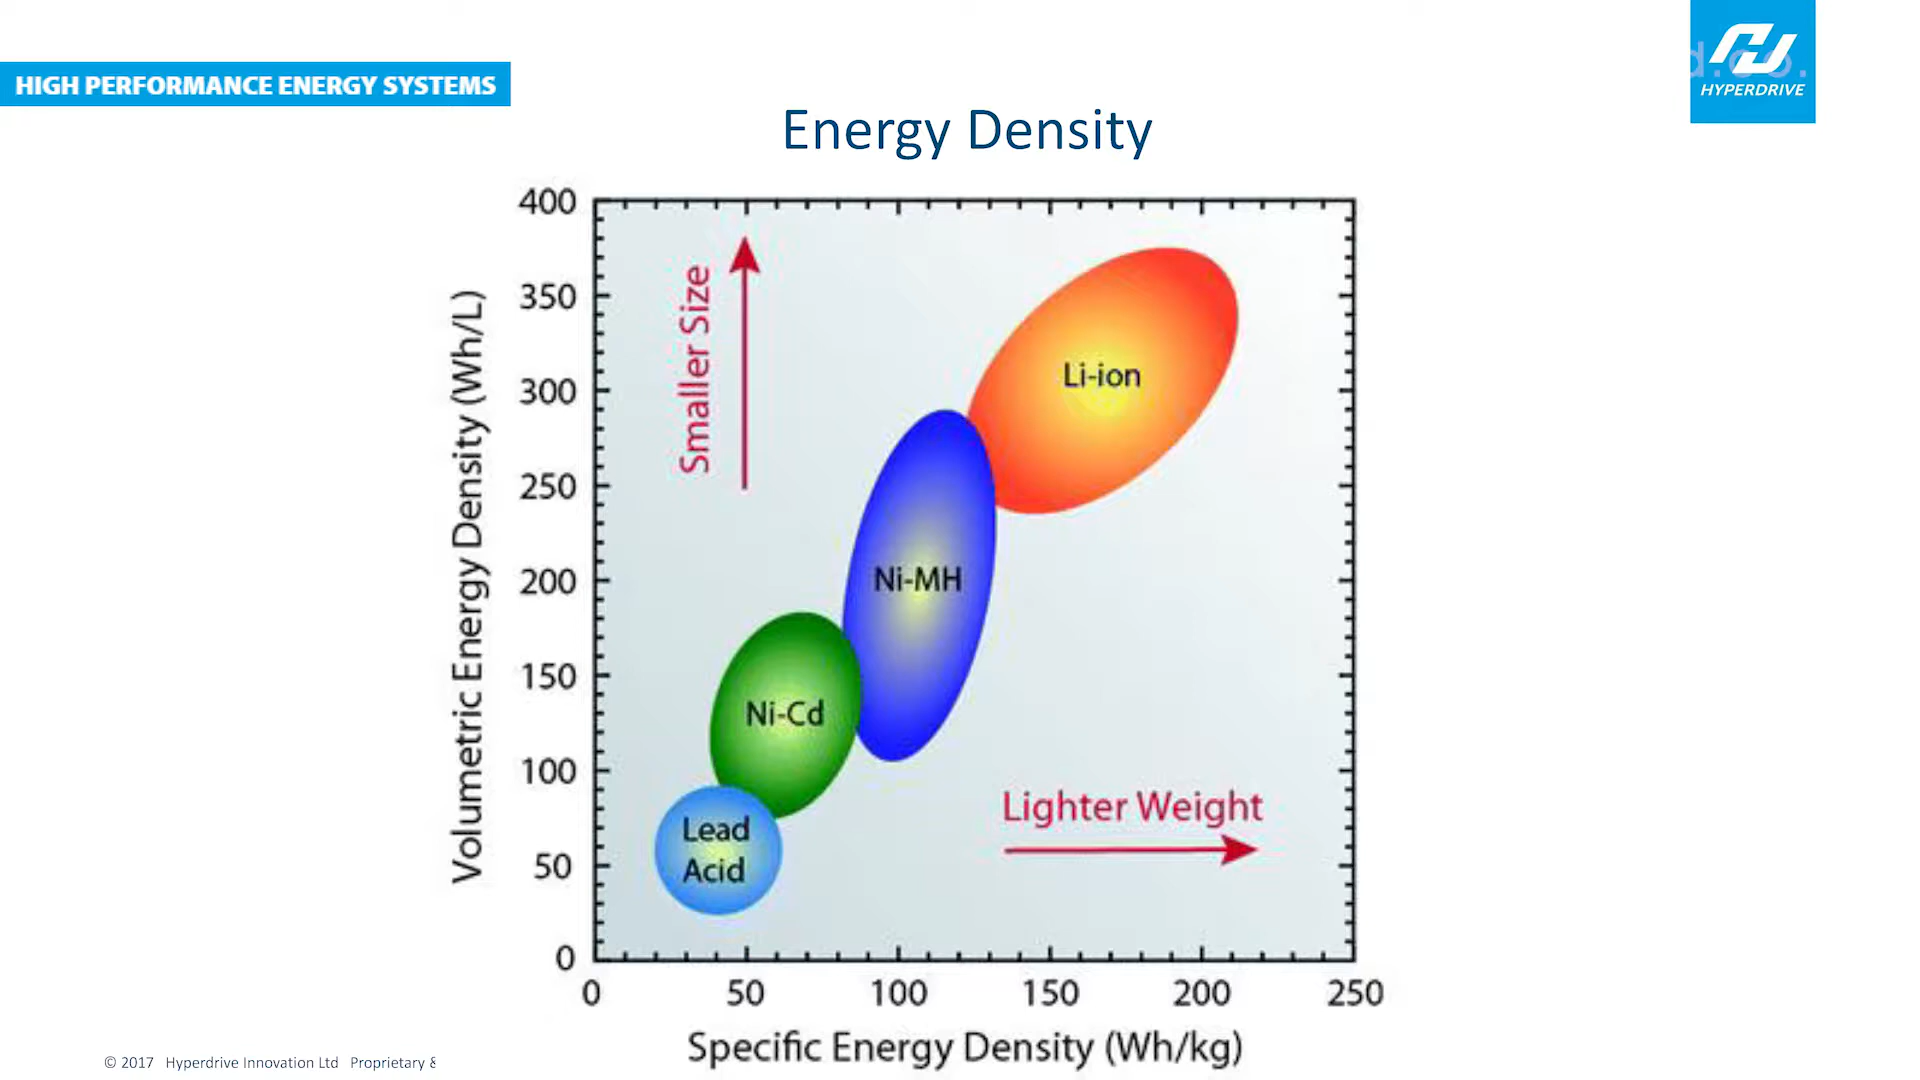 HIGH PERFORMANCE ENERGY SYSTEMS
d.co.
HYPERDRIVE
Energy Density
Volumetric Energy Density (Wh/L)
400
350
300
250
200
150
100
50
0
Smaller Size
Li-ion
Ni-MH
Ni-Cd
Lead
Acid
Lighter Weight
0 50 100 150 200 250
Specific Energy Density (Wh/kg)
© 2017 Hyperdrive Innovation Ltd Proprietary &